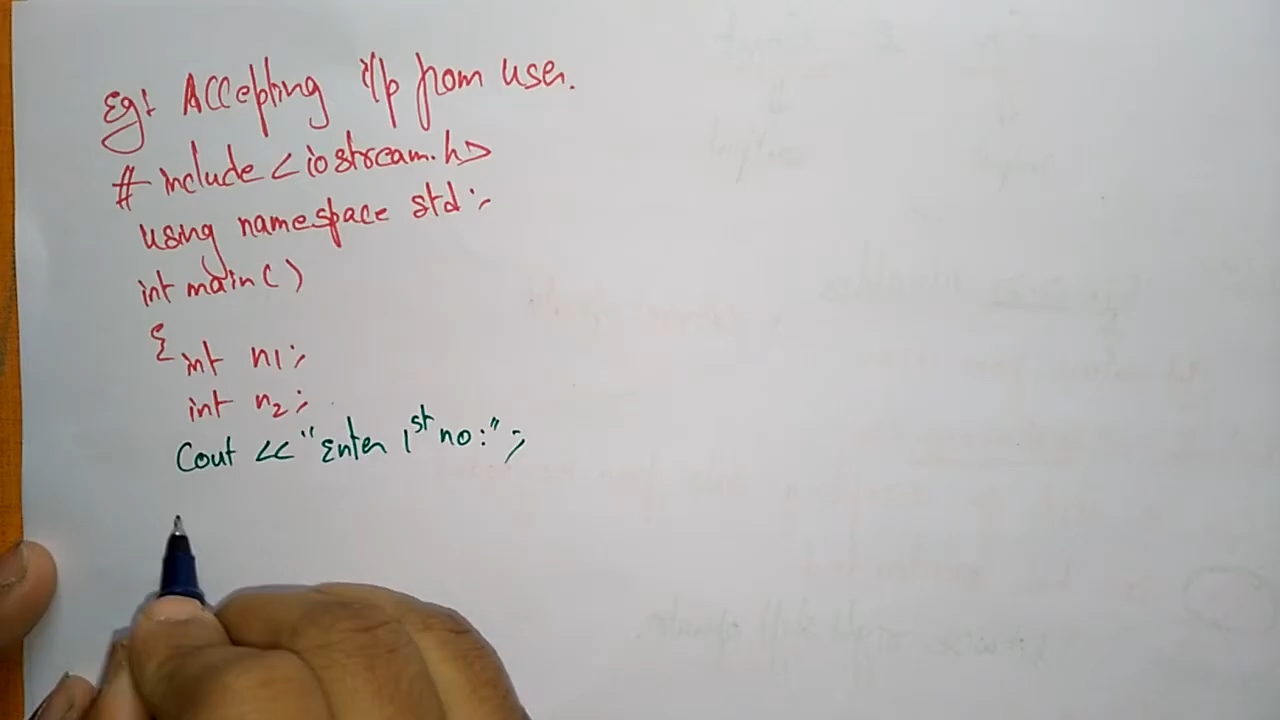 Eg: Accepting i/p from user.
# include <iostream.h>
using namespace std;
int main()
{
int n1;
int n2;
Cout << "Enter 1st no:";